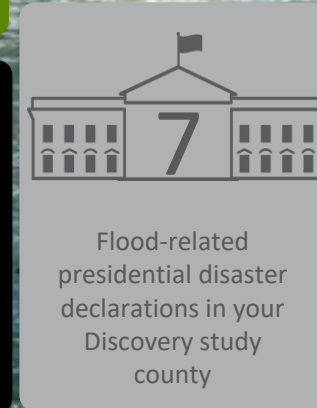 7
Flood-related
presidential disaster
declarations in your
Discovery study
county